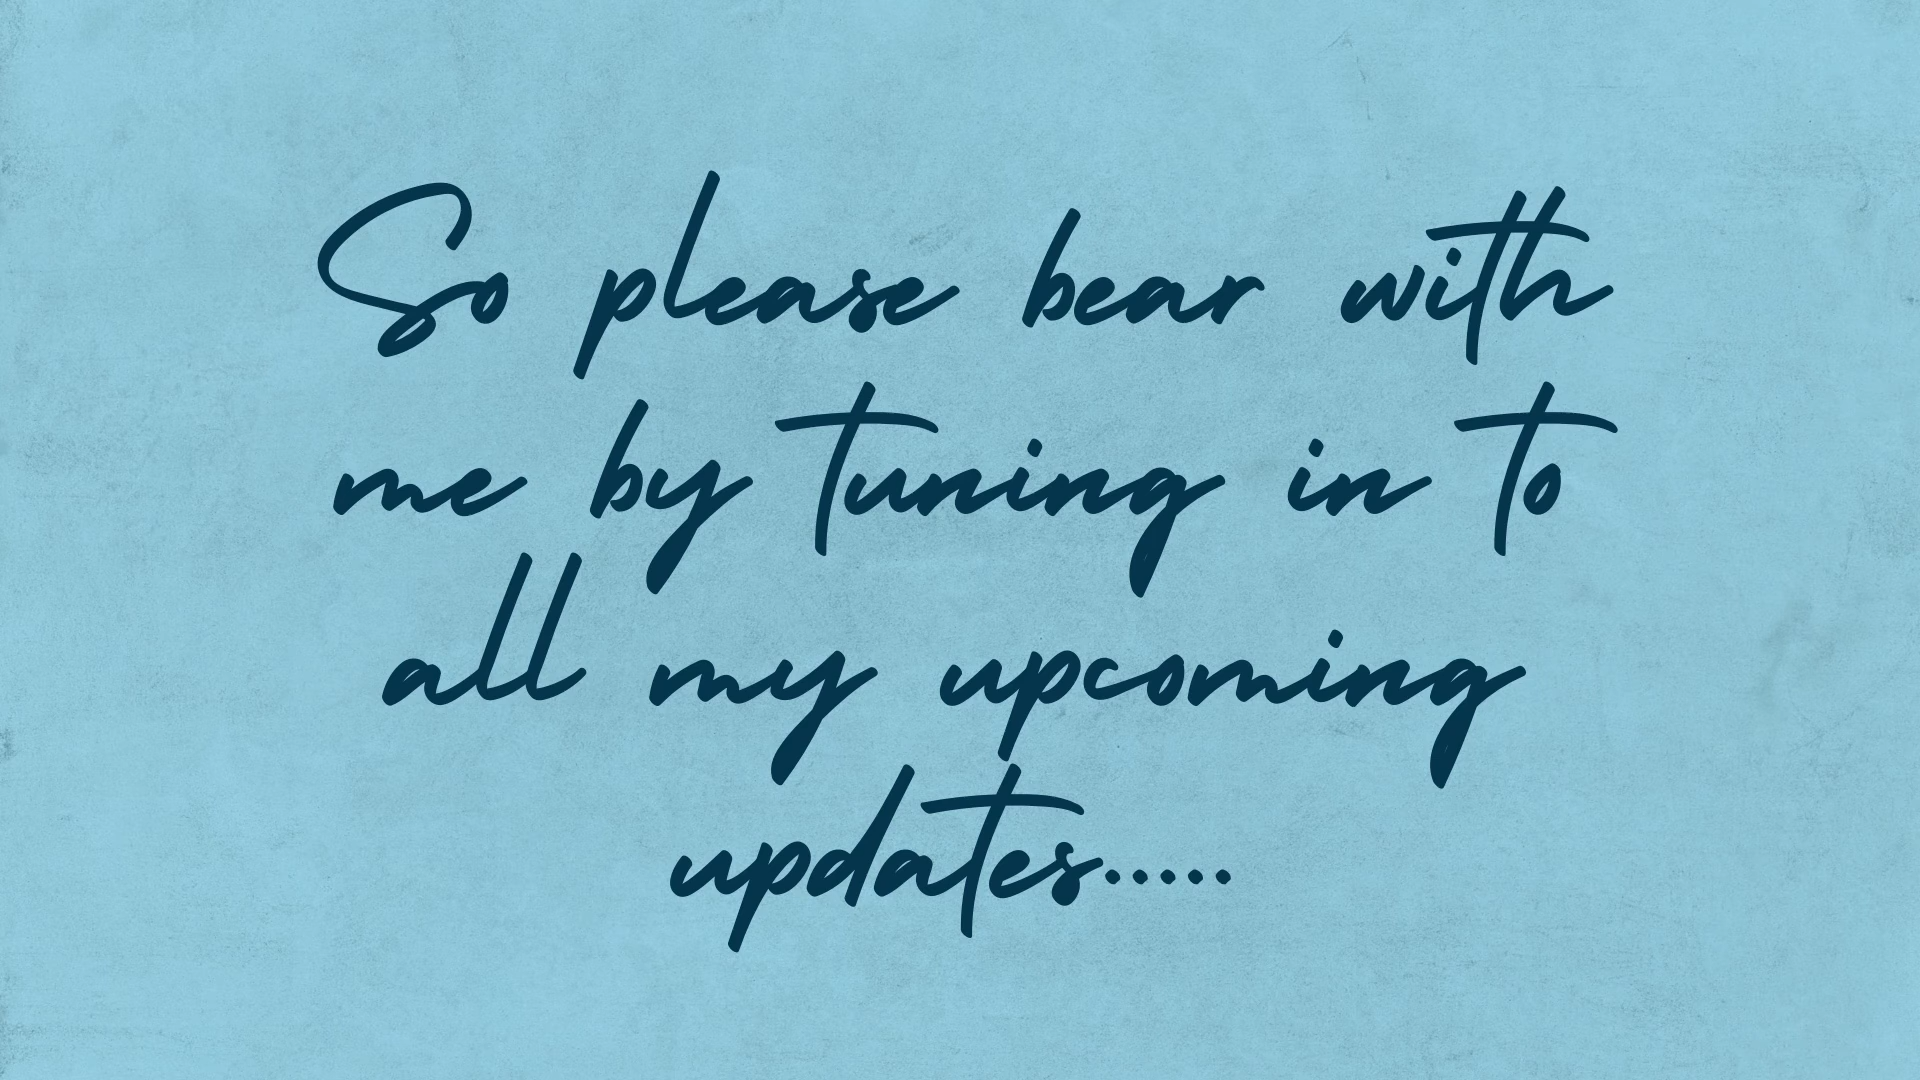 So please bear with
me by tuning in to
all my upcoming
updates.....